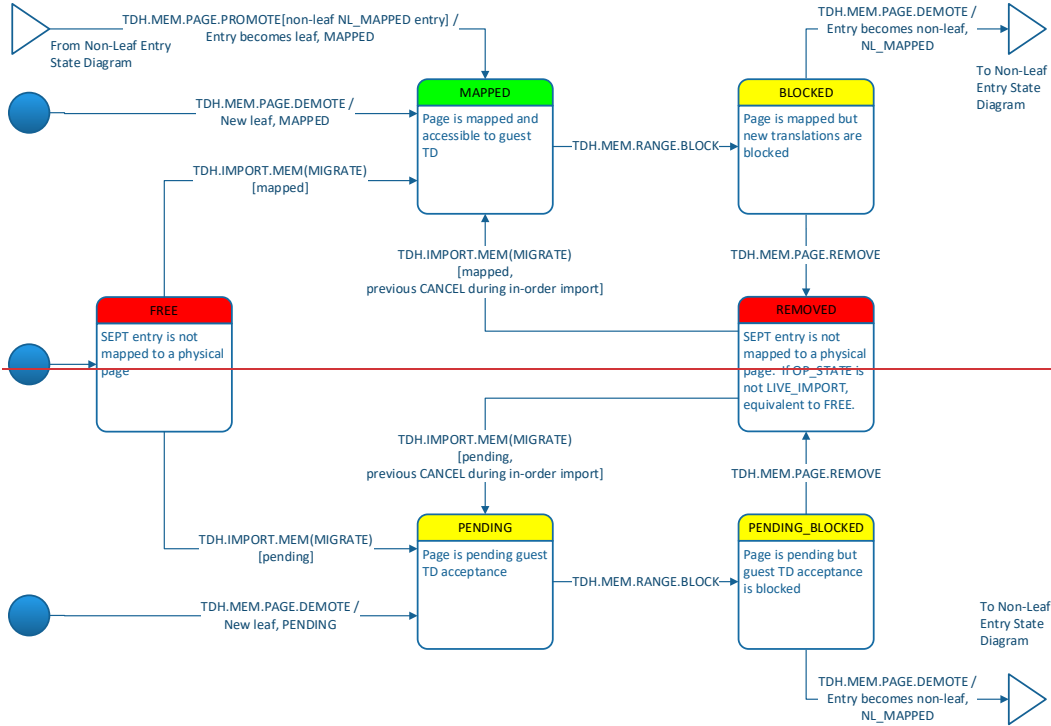 TDH.MEM.PAGE.PROMOTE[non-leaf NL_MAPPED entry] /
Entry becomes leaf, MAPPED
From Non-Leaf Entry
State Diagram
TDH.MEM.PAGE.DEMOTE /
Entry becomes non-leaf,
NL_MAPPED
To Non-Leaf
Entry State
Diagram
TDH.MEM.PAGE.DEMOTE /
New leaf, MAPPED
MAPPED
Page is mapped and
accessible to guest
TD
TDH.MEM.RANGE.BLOCK
BLOCKED
Page is mapped but
new translations are
blocked
TDH.IMPORT.MEM(MIGRATE)
[mapped]
TDH.IMPORT.MEM(MIGRATE)
[mapped,
previous CANCEL during in-order import]
TDH.MEM.PAGE.REMOVE
FREE
SEPT entry is not
mapped to a physical
page
REMOVED
SEPT entry is not
mapped to a physical
page. If OP_STATE is
not LIVE_IMPORT,
equivalent to FREE.
TDH.IMPORT.MEM(MIGRATE)
[pending,
previous CANCEL during in-order import]
TDH.MEM.PAGE.REMOVE
TDH.IMPORT.MEM(MIGRATE)
[pending]
PENDING
Page is pending guest
TD acceptance
TDH.MEM.RANGE.BLOCK
PENDING_BLOCKED
Page is pending but
guest TD acceptance
is blocked
TDH.MEM.PAGE.DEMOTE /
New leaf, PENDING
To Non-Leaf
Entry State
Diagram
TDH.MEM.PAGE.DEMOTE /
Entry becomes non-leaf,
NL_MAPPED